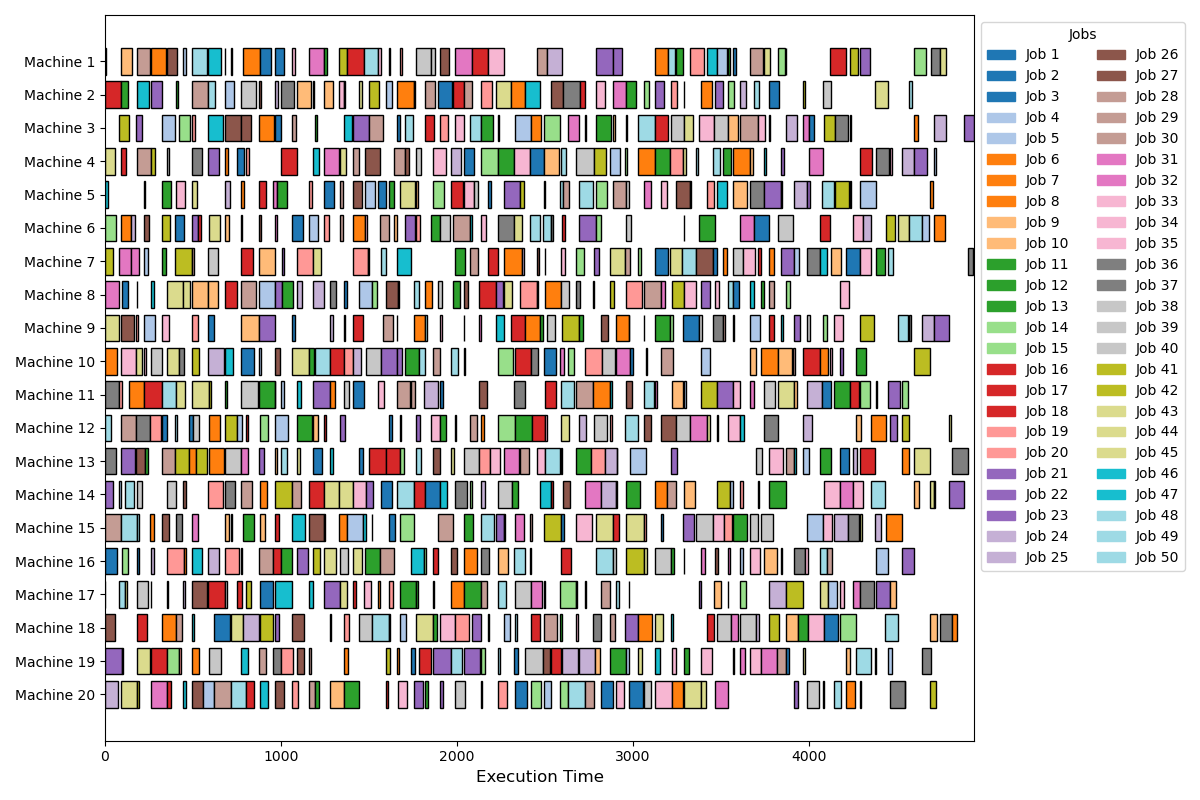 Machine 1
Machine 2
Machine 3
Machine 4
Machine 5
Machine 6
Machine 7
Machine 8
Machine 9
Machine 10
Machine 11
Machine 12
Machine 13
Machine 14
Machine 15
Machine 16
Machine 17
Machine 18
Machine 19
Machine 20
0 1000 2000 3000 4000
Execution Time
Jobs
Job 1 Job 26
Job 2 Job 27
Job 3 Job 28
Job 4 Job 29
Job 5 Job 30
Job 6 Job 31
Job 7 Job 32
Job 8 Job 33
Job 9 Job 34
Job 10 Job 35
Job 11 Job 36
Job 12 Job 37
Job 13 Job 38
Job 14 Job 39
Job 15 Job 40
Job 16 Job 41
Job 17 Job 42
Job 18 Job 43
Job 19 Job 44
Job 20 Job 45
Job 21 Job 46
Job 22 Job 47
Job 23 Job 48
Job 24 Job 49
Job 25 Job 50